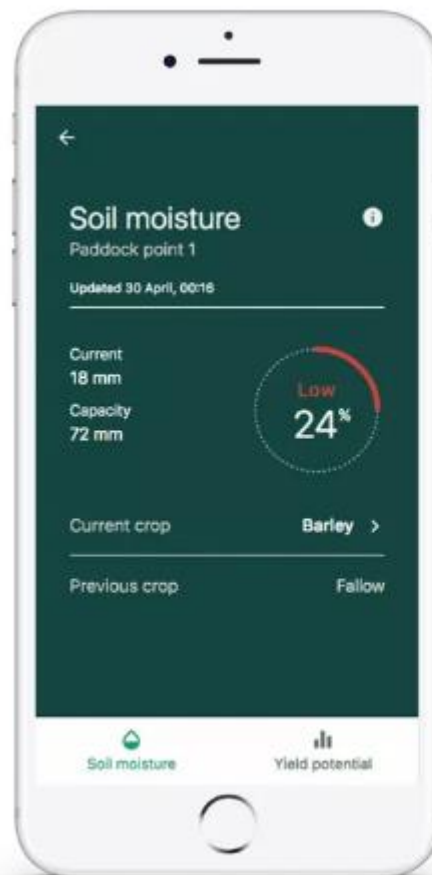 Soil moisture
Paddock point 1
Updated 30 April, 00:16
Current
18 mm
Capacity
72 mm
Low
24%
Current crop Barley
Previous crop Fallow
Soil moisture Yield potential